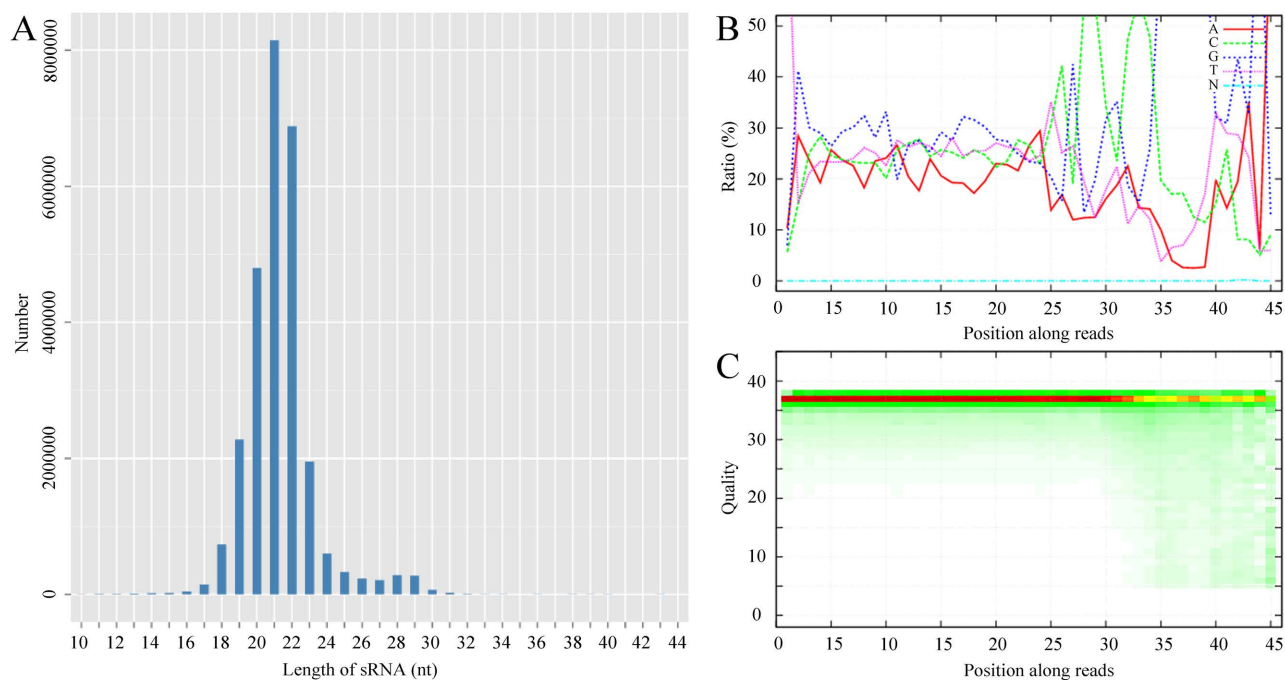 A
Number
8000000
6000000
4000000
2000000
0
10 12 14 16 18 20 22 24 26 28 30 32 34 36 38 40 42 44
Length of sRNA (nt)
B
Ratio (%)
50
40
30
20
10
0
A
C
G
T
N
0 5 10 15 20 25 30 35 40 45
Position along reads
C
Quality
40
30
20
10
0
0 5 10 15 20 25 30 35 40 45
Position along reads